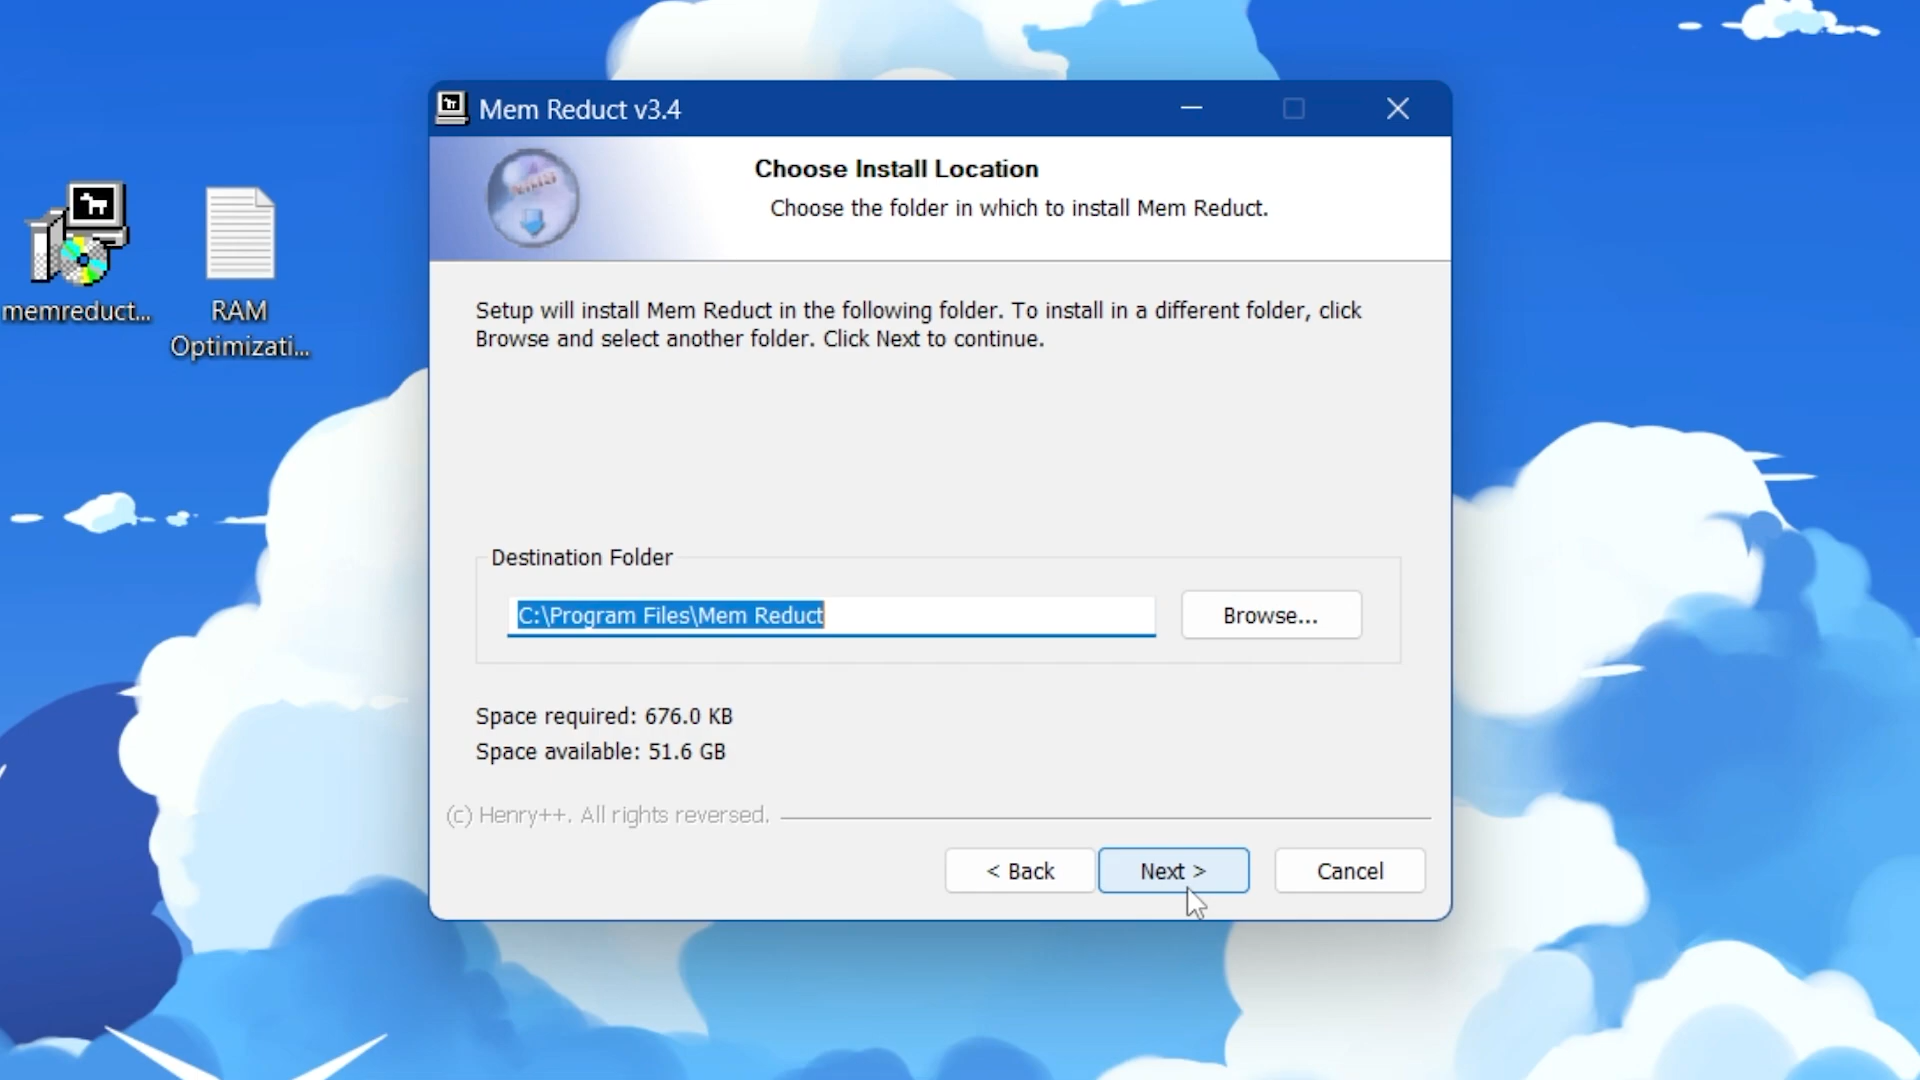 Mem Reduct v3.4
Choose Install Location
Choose the folder in which to install Mem Reduct.
memreduct...
RAM
Optimizati...
Setup will install Mem Reduct in the following folder. To install in a different folder, click
Browse and select another folder. Click Next to continue.
Destination Folder
C:\Program Files\Mem Reduct
Browse...
Space required: 676.0 KB
Space available: 51.6 GB
(c) Henry++. All rights reversed.
< Back
Next >
Cancel